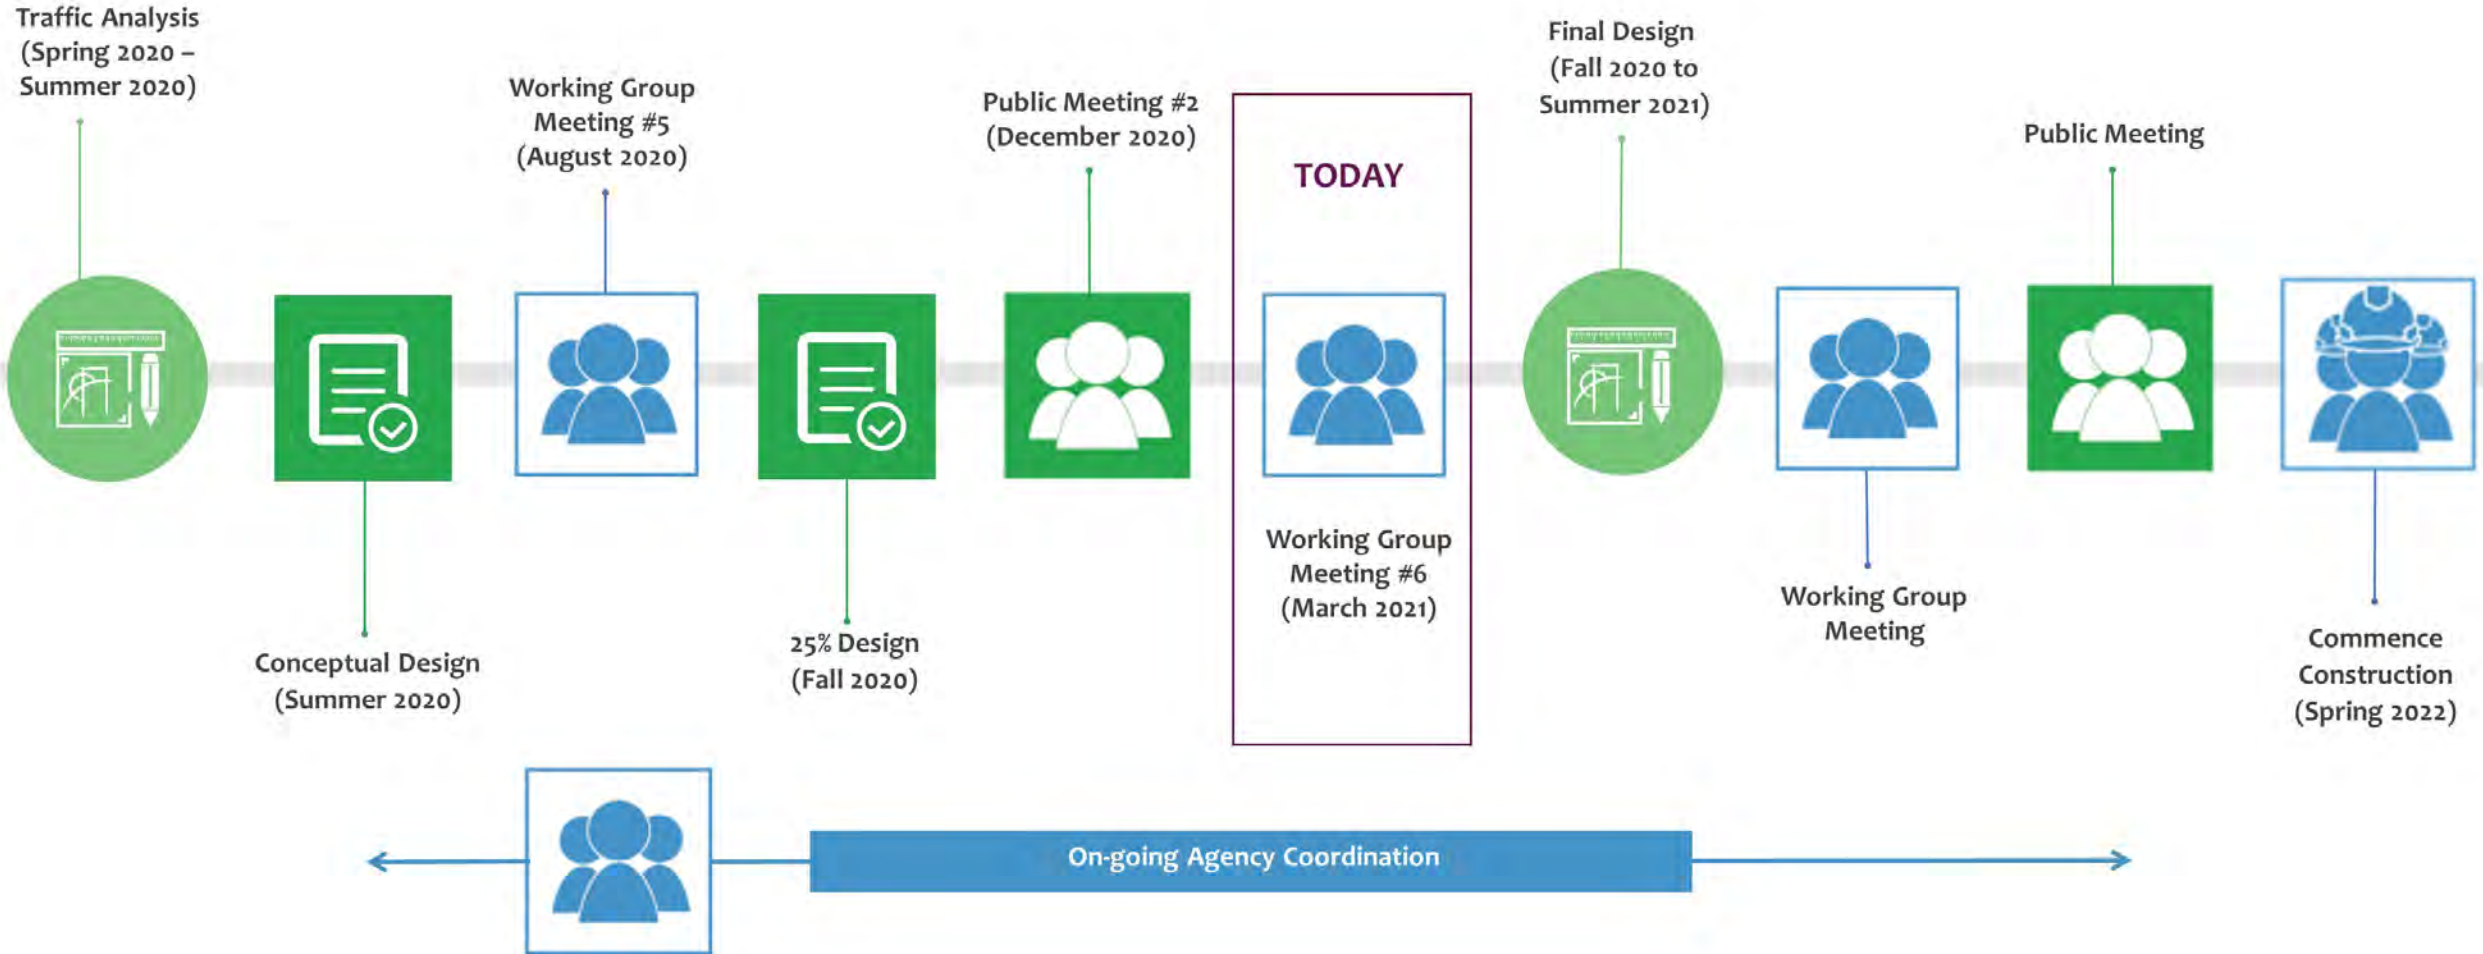 Traffic Analysis
(Spring 2020 –
Summer 2020)
Conceptual Design
(Summer 2020)
Working Group
Meeting #5
(August 2020)
25% Design
(Fall 2020)
Public Meeting #2
(December 2020)
TODAY
Working Group
Meeting #6
(March 2021)
Final Design
(Fall 2020 to
Summer 2021)
Working Group
Meeting
Public Meeting
Commence
Construction
(Spring 2022)
On-going Agency Coordination